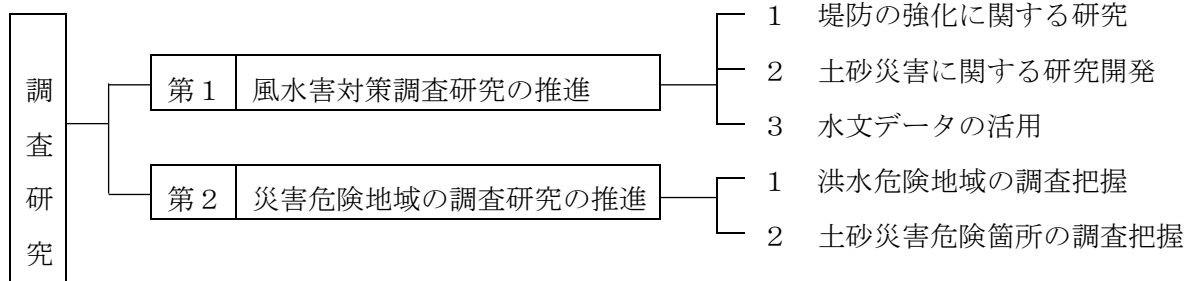 調査研究
第１ 風水害対策調査研究の推進
１ 堤防の強化に関する研究
２ 土砂災害に関する研究開発
３ 水文データの活用
第２ 災害危険地域の調査研究の推進
１ 洪水危険地域の調査把握
２ 土砂災害危険箇所の調査把握